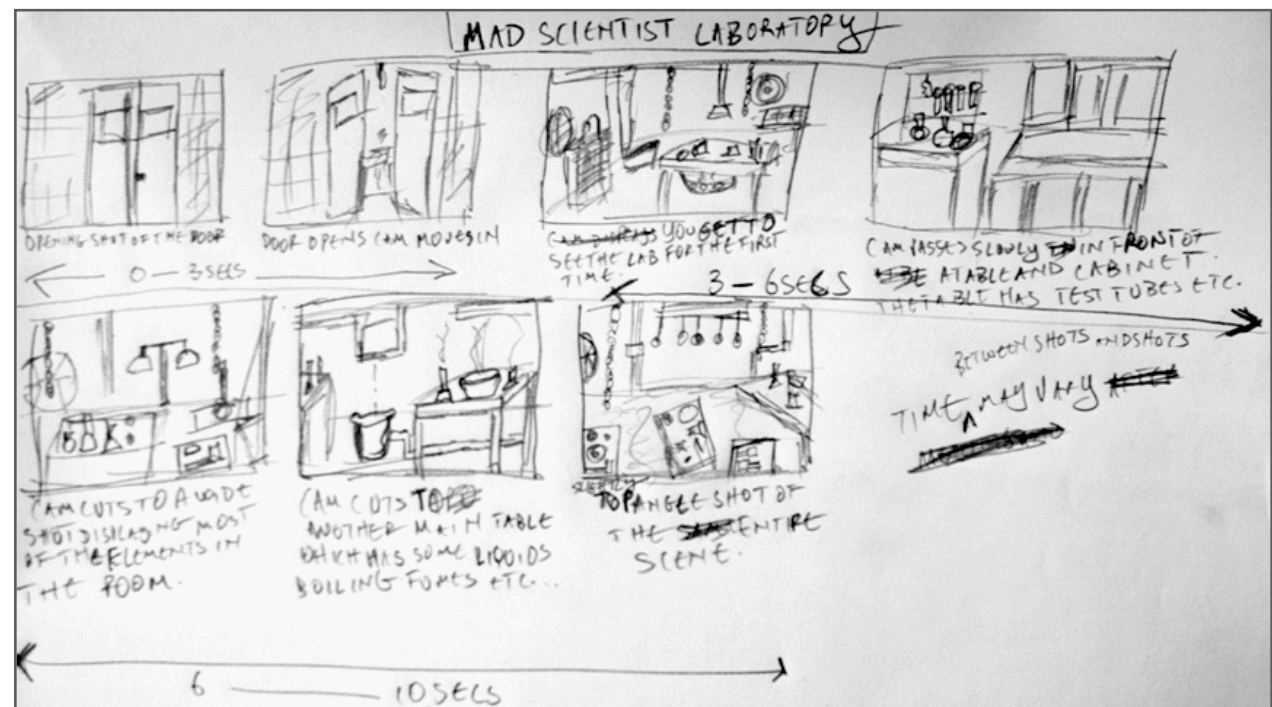 MAD SCIENTIST LABORATORY
OPENING SHOT OF THE DOOR
DOOR OPENS CAM MOVES IN
0 — 3SECS
CAM DISPLAYS YOU GET TO
SEE THE LAB FOR THE FIRST
TIME.
CAM PASSES SLOWLY IN FRONT OF
A TABLE AND CABINET.
THE TABLE HAS TEST TUBES ETC.
3 — 6SECS
CAM CUTS TO A WIDE
SHOT DISPLAING MOST
OF THE ELEMENTS IN
THE ROOM.
CAM CUTS TO
ANOTHER MAIN TABLE
WHICH HAS SOME LIQUIDS
BOILING FUMES ETC...
TOP ANGLE SHOT OF
THE ENTIRE
SCENE.
BETWEEN SHOTS AND SHOTS
TIME ^ MAY VARY
6 — 10SECS